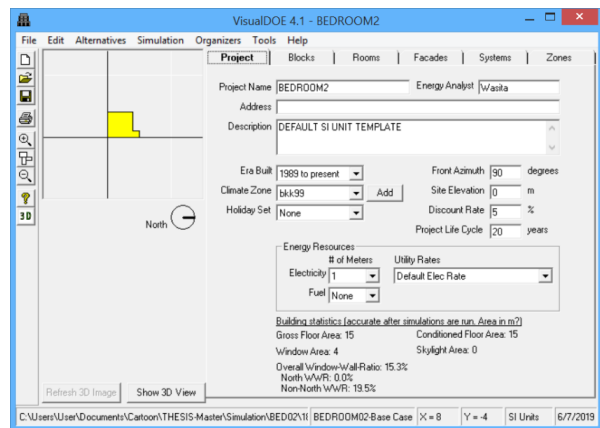 VisualDOE 4.1 - BEDROOM2
File Edit Alternatives Simulation Organizers Tools Help
Project Blocks Rooms Facades Systems Zones
Project Name BEDROOM2 Energy Analyst Wasita
Address
Description DEFAULT SI UNIT TEMPLATE
Era Built 1989 to present Front Azimuth 90 degrees
Climate Zone bkk99 Add Site Elevation 0 m
Holiday Set None Discount Rate 5 %
Project Life Cycle 20 years
North
3D
Energy Resources
# of Meters Utility Rates
Electricity 1 Default Elec Rate
Fuel None
Building statistics (accurate after simulations are run. Area in m?)
Gross Floor Area: 15 Conditioned Floor Area: 15
Window Area: 4 Skylight Area: 0
Overall Window-Wall-Ratio: 15.3%
North WWR: 0.0%
Non-North WWR: 19.5%
Refresh 3D Image Show 3D View
C:\Users\User\Documents\Cartoon\THESIS-Master\Simulation\BED02\1( BEDROOM02-Base Case X = 8 Y = -4 SI Units 6/7/2019